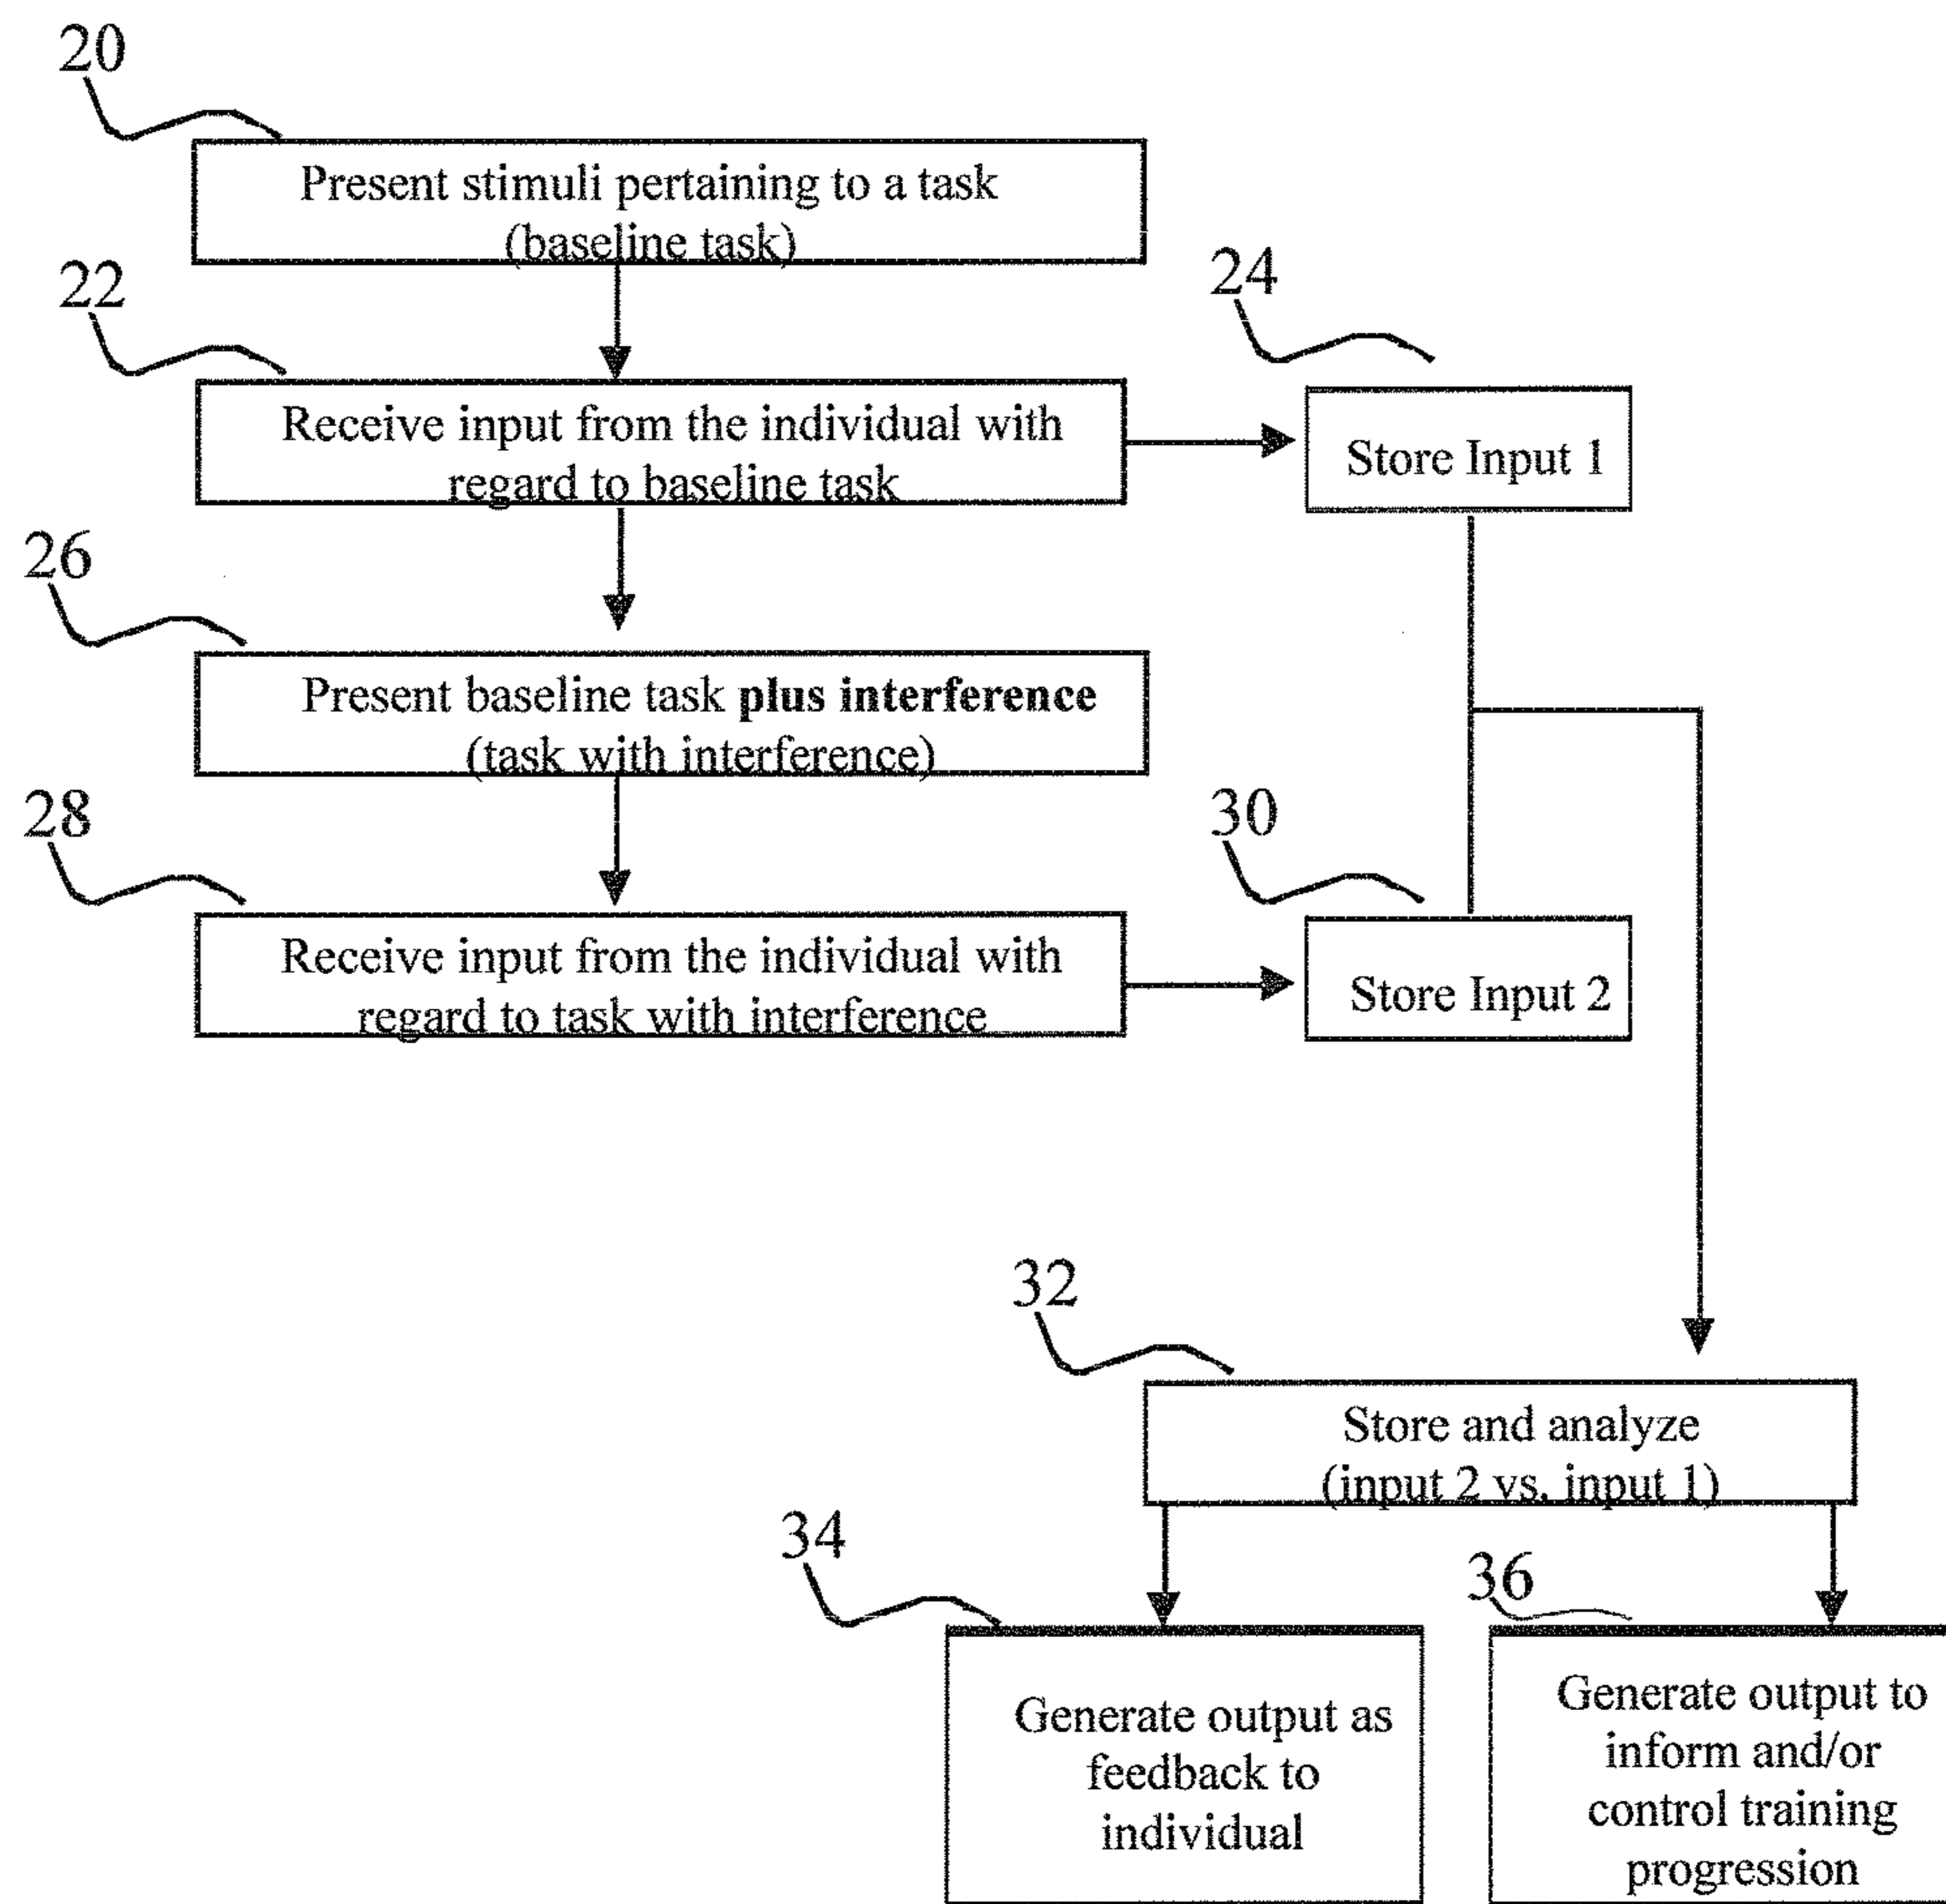 20
Present stimuli pertaining to a task
(baseline task)
22
Receive input from the individual with
regard to baseline task
24
Store Input 1
26
Present baseline task plus interference
(task with interference)
28
Receive input from the individual with
regard to task with interference
30
Store Input 2
32
Store and analyze
(input 2 vs. input 1)
34
Generate output as
feedback to
individual
36
Generate output to
inform and/or
control training
progression